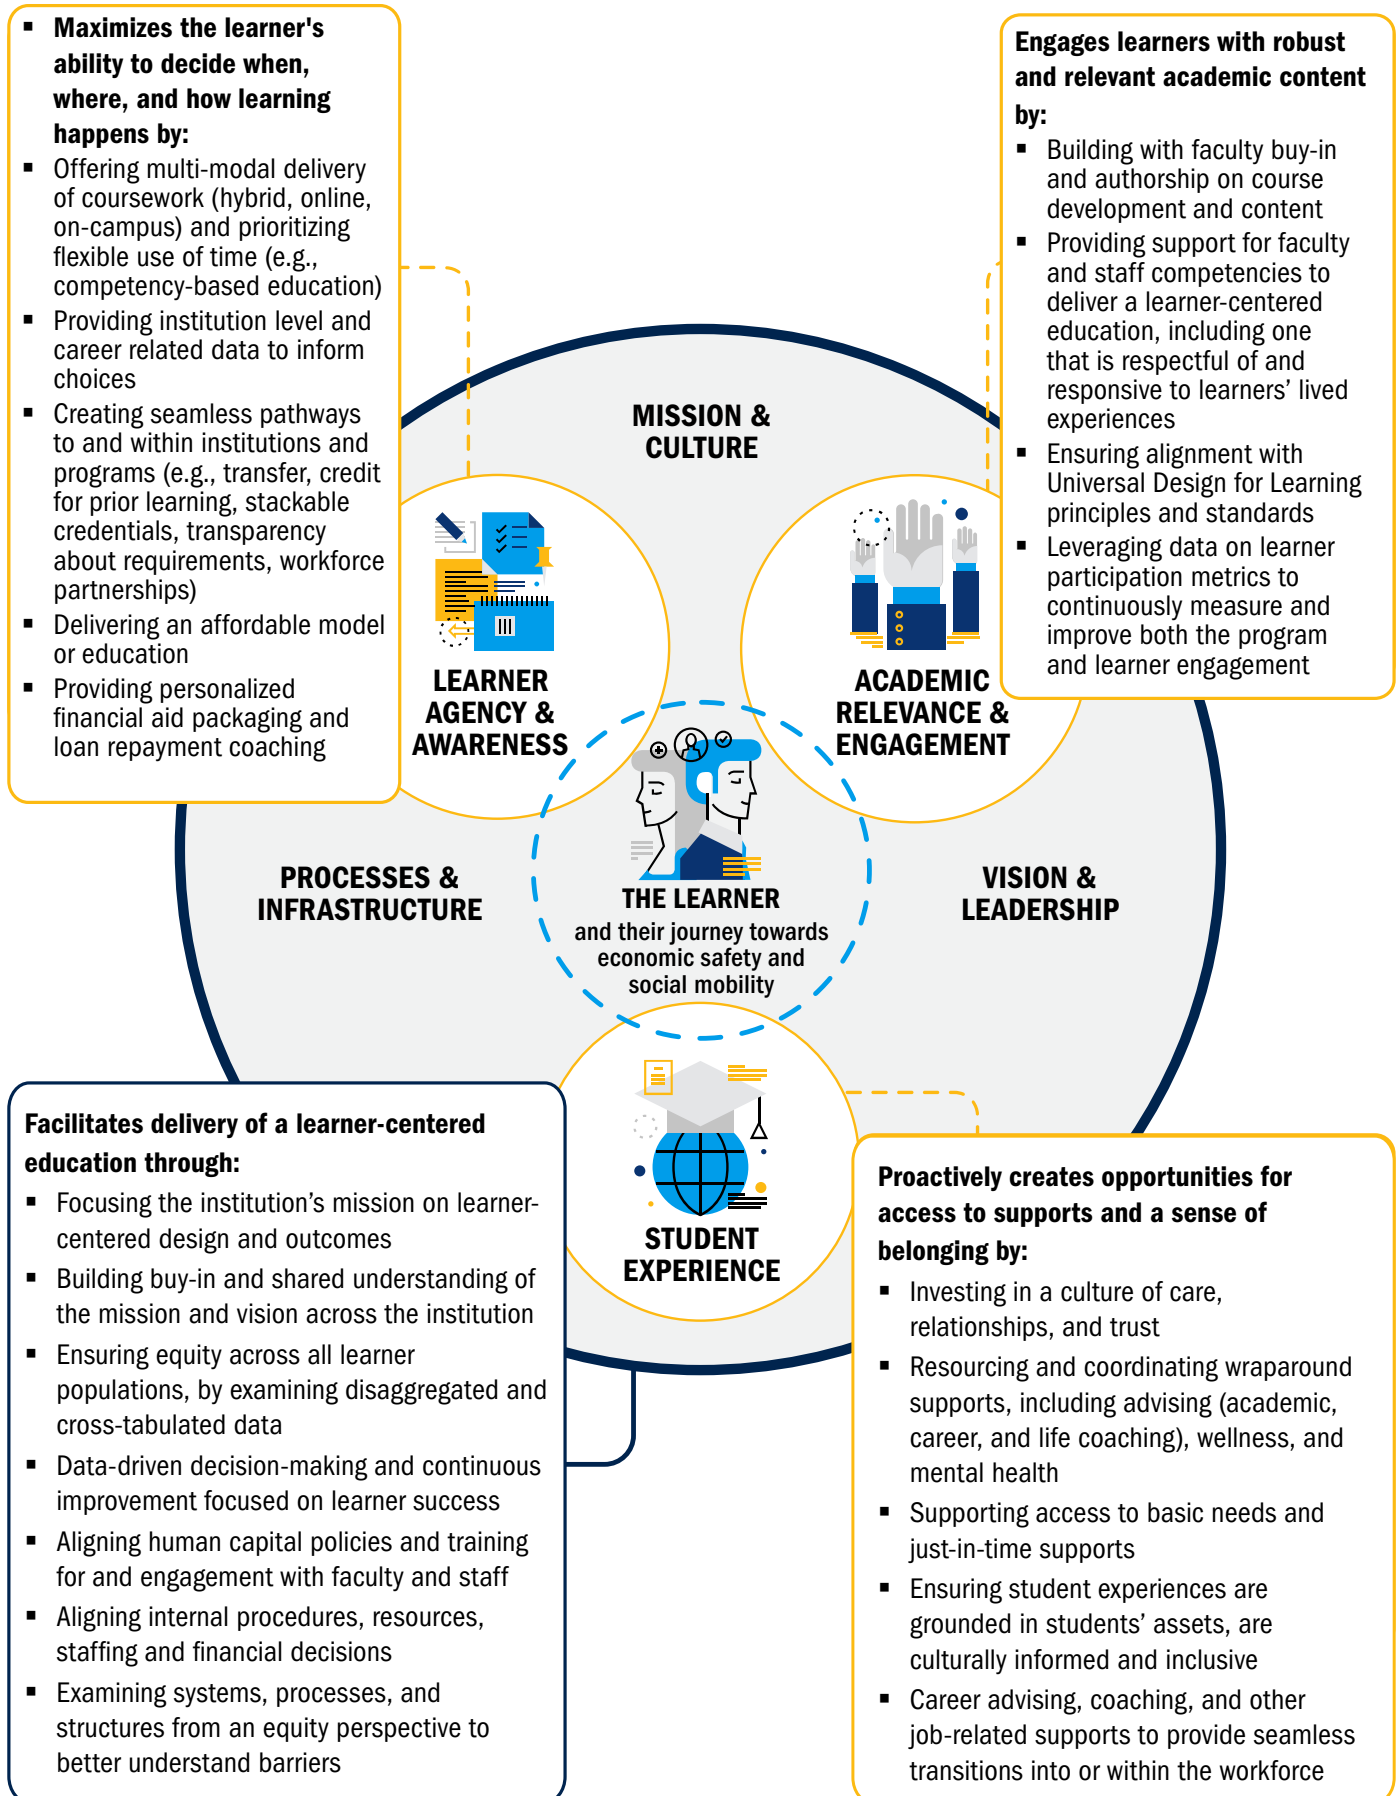 ▪ Maximizes the learner's
ability to decide when,
where, and how learning
happens by:
▪ Offering multi-modal delivery
of coursework (hybrid, online,
on-campus) and prioritizing
flexible use of time (e.g.,
competency-based education)
▪ Providing institution level and
career related data to inform
choices
▪ Creating seamless pathways
to and within institutions and
programs (e.g., transfer, credit
for prior learning, stackable
credentials, transparency
about requirements, workforce
partnerships)
▪ Delivering an affordable model
or education
▪ Providing personalized
financial aid packaging and
loan repayment coaching
Engages learners with robust
and relevant academic content
by:
▪ Building with faculty buy-in
and authorship on course
development and content
▪ Providing support for faculty
and staff competencies to
deliver a learner-centered
education, including one
that is respectful of and
responsive to learners’ lived
experiences
▪ Ensuring alignment with
Universal Design for Learning
principles and standards
▪ Leveraging data on learner
participation metrics to
continuously measure and
improve both the program
and learner engagement
MISSION &
CULTURE
LEARNER
AGENCY &
AWARENESS
ACADEMIC
RELEVANCE &
ENGAGEMENT
PROCESSES &
INFRASTRUCTURE
THE LEARNER
and their journey towards
economic safety and
social mobility
VISION &
LEADERSHIP
STUDENT
EXPERIENCE
Facilitates delivery of a learner-centered
education through:
▪ Focusing the institution’s mission on learner-
centered design and outcomes
▪ Building buy-in and shared understanding of
the mission and vision across the institution
▪ Ensuring equity across all learner
populations, by examining disaggregated and
cross-tabulated data
▪ Data-driven decision-making and continuous
improvement focused on learner success
▪ Aligning human capital policies and training
for and engagement with faculty and staff
▪ Aligning internal procedures, resources,
staffing and financial decisions
▪ Examining systems, processes, and
structures from an equity perspective to
better understand barriers
Proactively creates opportunities for
access to supports and a sense of
belonging by:
▪ Investing in a culture of care,
relationships, and trust
▪ Resourcing and coordinating wraparound
supports, including advising (academic,
career, and life coaching), wellness, and
mental health
▪ Supporting access to basic needs and
just-in-time supports
▪ Ensuring student experiences are
grounded in students’ assets, are
culturally informed and inclusive
▪ Career advising, coaching, and other
job-related supports to provide seamless
transitions into or within the workforce